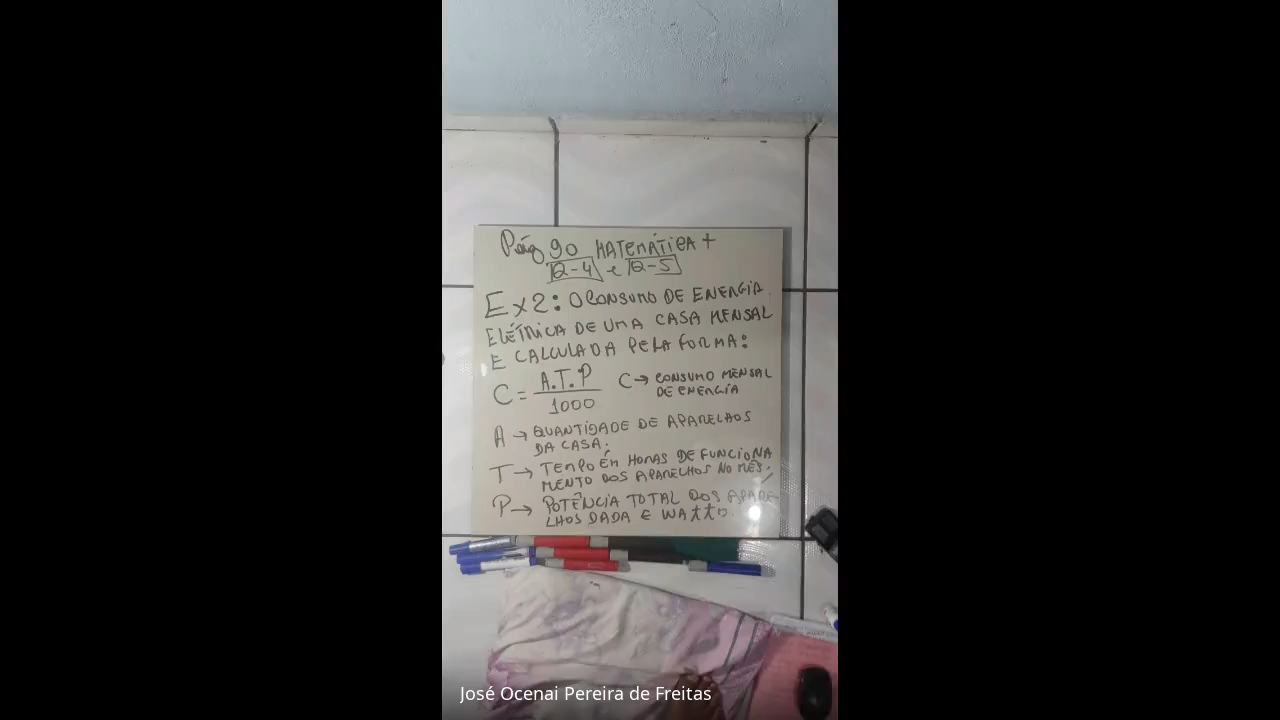 Pág 90 MATEMÁTICA +
Q-4 e Q-5
Ex2: O CONSUMO DE ENERGIA
ELÉTRICA DE UMA CASA MENSAL
E CALCULADA PELA FORMA:
C = A.T.P / 1000 C → CONSUMO MENSAL
DE ENERGIA
A → QUANTIDADE DE APARELHOS
DA CASA.
T → TEMPO EM HORAS DE FUNCIONA
MENTO DOS APARELHOS NO MÊS.
P → POTÊNCIA TOTAL DOS APARE-
LHOS DADA E WATTS.
José Ocenai Pereira de Freitas